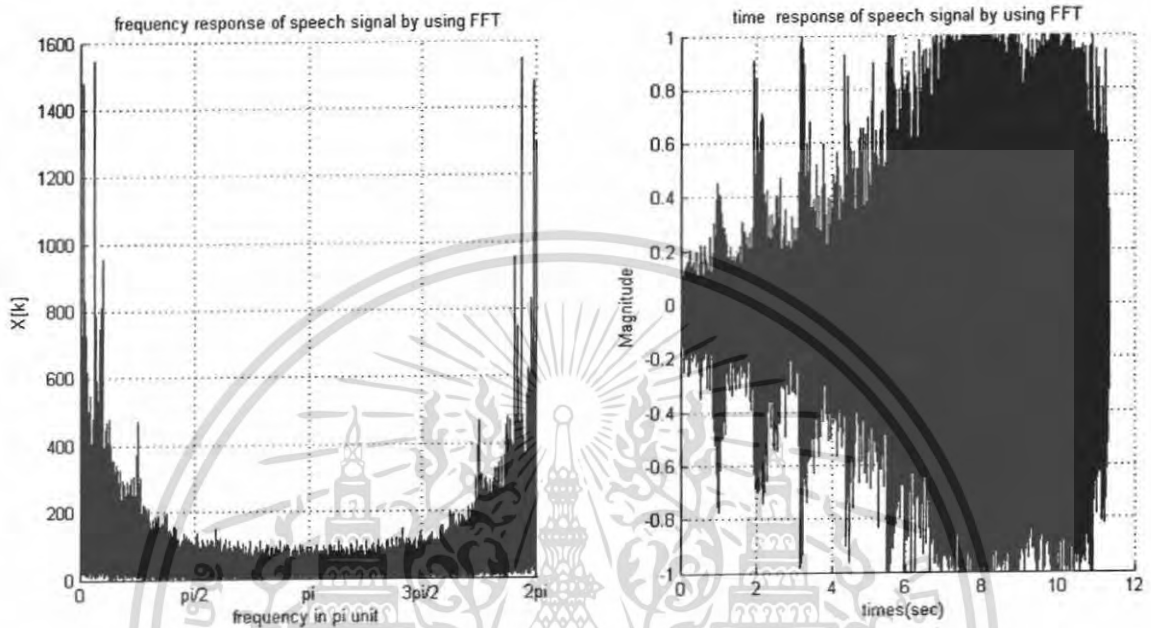 frequency response of speech signal by using FFT
1600
1400
1200
1000
800
600
400
200
0
X[k]
0 pi/2 pi 3pi/2 2pi
frequency in pi unit
time response of speech signal by using FFT
1
0.8
0.6
0.4
0.2
0
-0.2
-0.4
-0.6
-0.8
-1
Magnitude
0 2 4 6 8 10 12
times(sec)